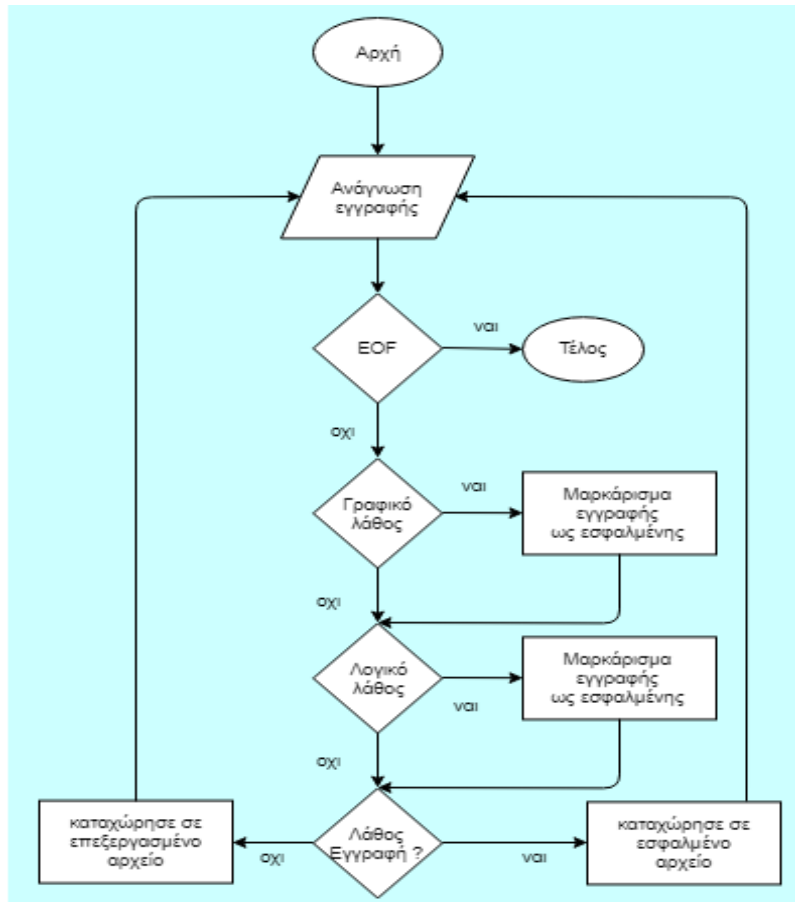 Αρχή
Ανάγνωση
εγγραφής
EOF
ναι
Τέλος
οχι
Γραφικό
λάθος
ναι
Μαρκάρισμα
εγγραφής
ως εσφαλμένης
οχι
Λογικό
λάθος
ναι
Μαρκάρισμα
εγγραφής
ως εσφαλμένης
οχι
καταχώρησε σε
επεξεργασμένο
αρχείο
οχι
Λάθος
Εγγραφή ?
ναι
καταχώρησε σε
εσφαλμένο
αρχείο